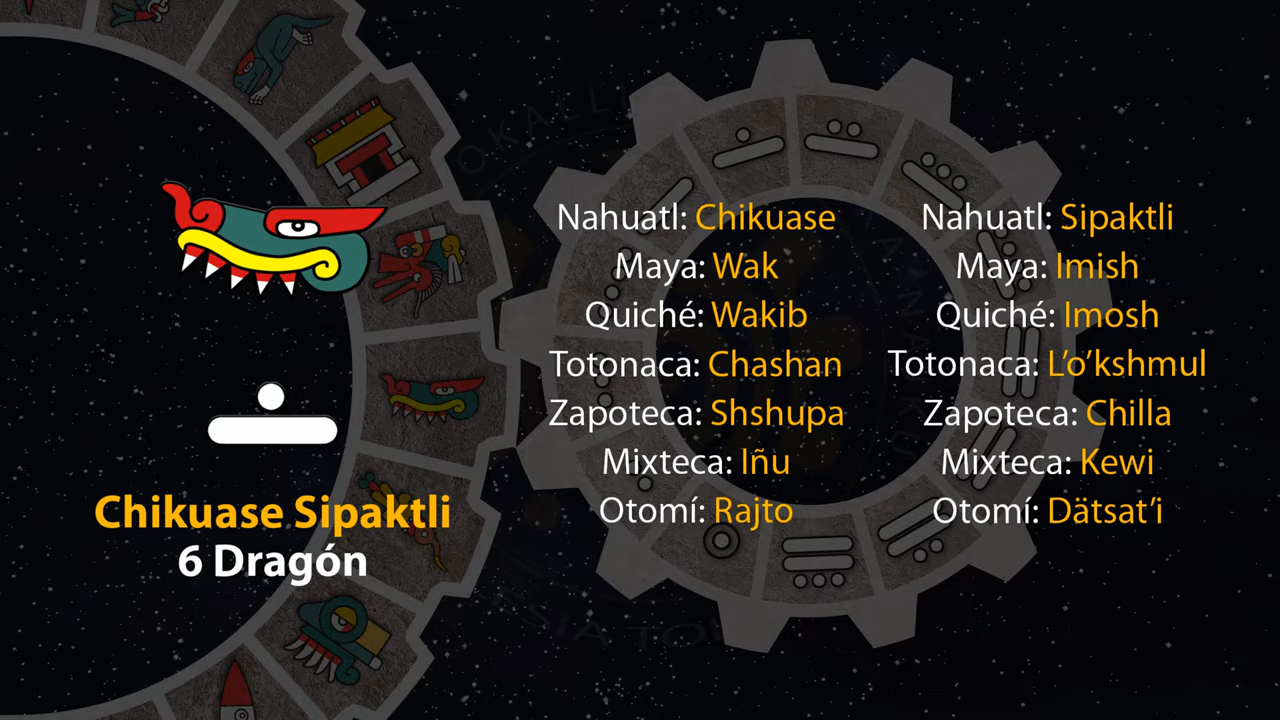 Chikuase Sipaktli
6 Dragón
Nahuatl: Chikuase
Maya: Wak
Quiché: Wakib
Totonaca: Chashan
Zapoteca: Shshupa
Mixteca: Iñu
Otomí: Rajto
Nahuatl: Sipaktli
Maya: Imish
Quiché: Imosh
Totonaca: L’o’kshmul
Zapoteca: Chilla
Mixteca: Kewi
Otomí: Dätsat’i